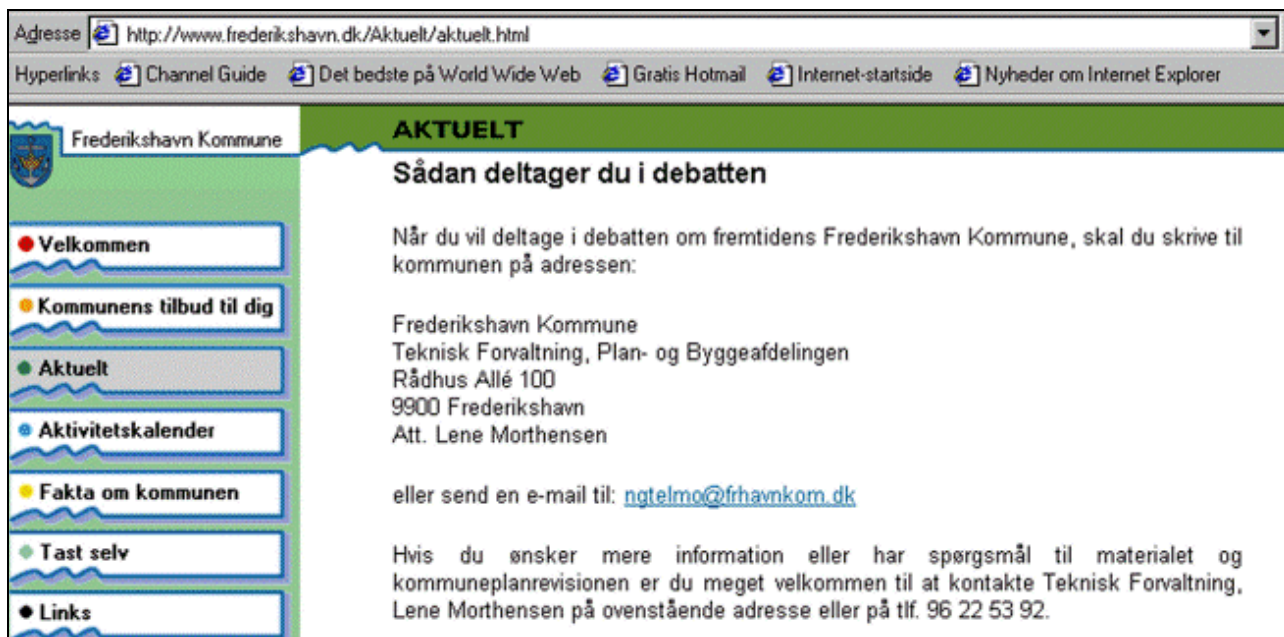 Adresse http://www.frederikshavn.dk/Aktuelt/aktuelt.html
Hyperlinks Channel Guide Det bedste på World Wide Web Gratis Hotmail Internet-startside Nyheder om Internet Explorer
Frederikshavn Kommune
AKTUELT
Sådan deltager du i debatten
Velkommen
Kommunens tilbud til dig
Aktuelt
Aktivitetskalender
Fakta om kommunen
Tast selv
Links
Når du vil deltage i debatten om fremtidens Frederikshavn Kommune, skal du skrive til
kommunen på adressen:
Frederikshavn Kommune
Teknisk Forvaltning, Plan- og Byggeafdelingen
Rådhus Allé 100
9900 Frederikshavn
Att. Lene Morthensen
eller send en e-mail til: ngtelmo@frhavnkom.dk
Hvis du ønsker mere information eller har spørgsmål til materialet og
kommuneplanrevisionen er du meget velkommen til at kontakte Teknisk Forvaltning,
Lene Morthensen på ovenstående adresse eller på tlf. 96 22 53 92.